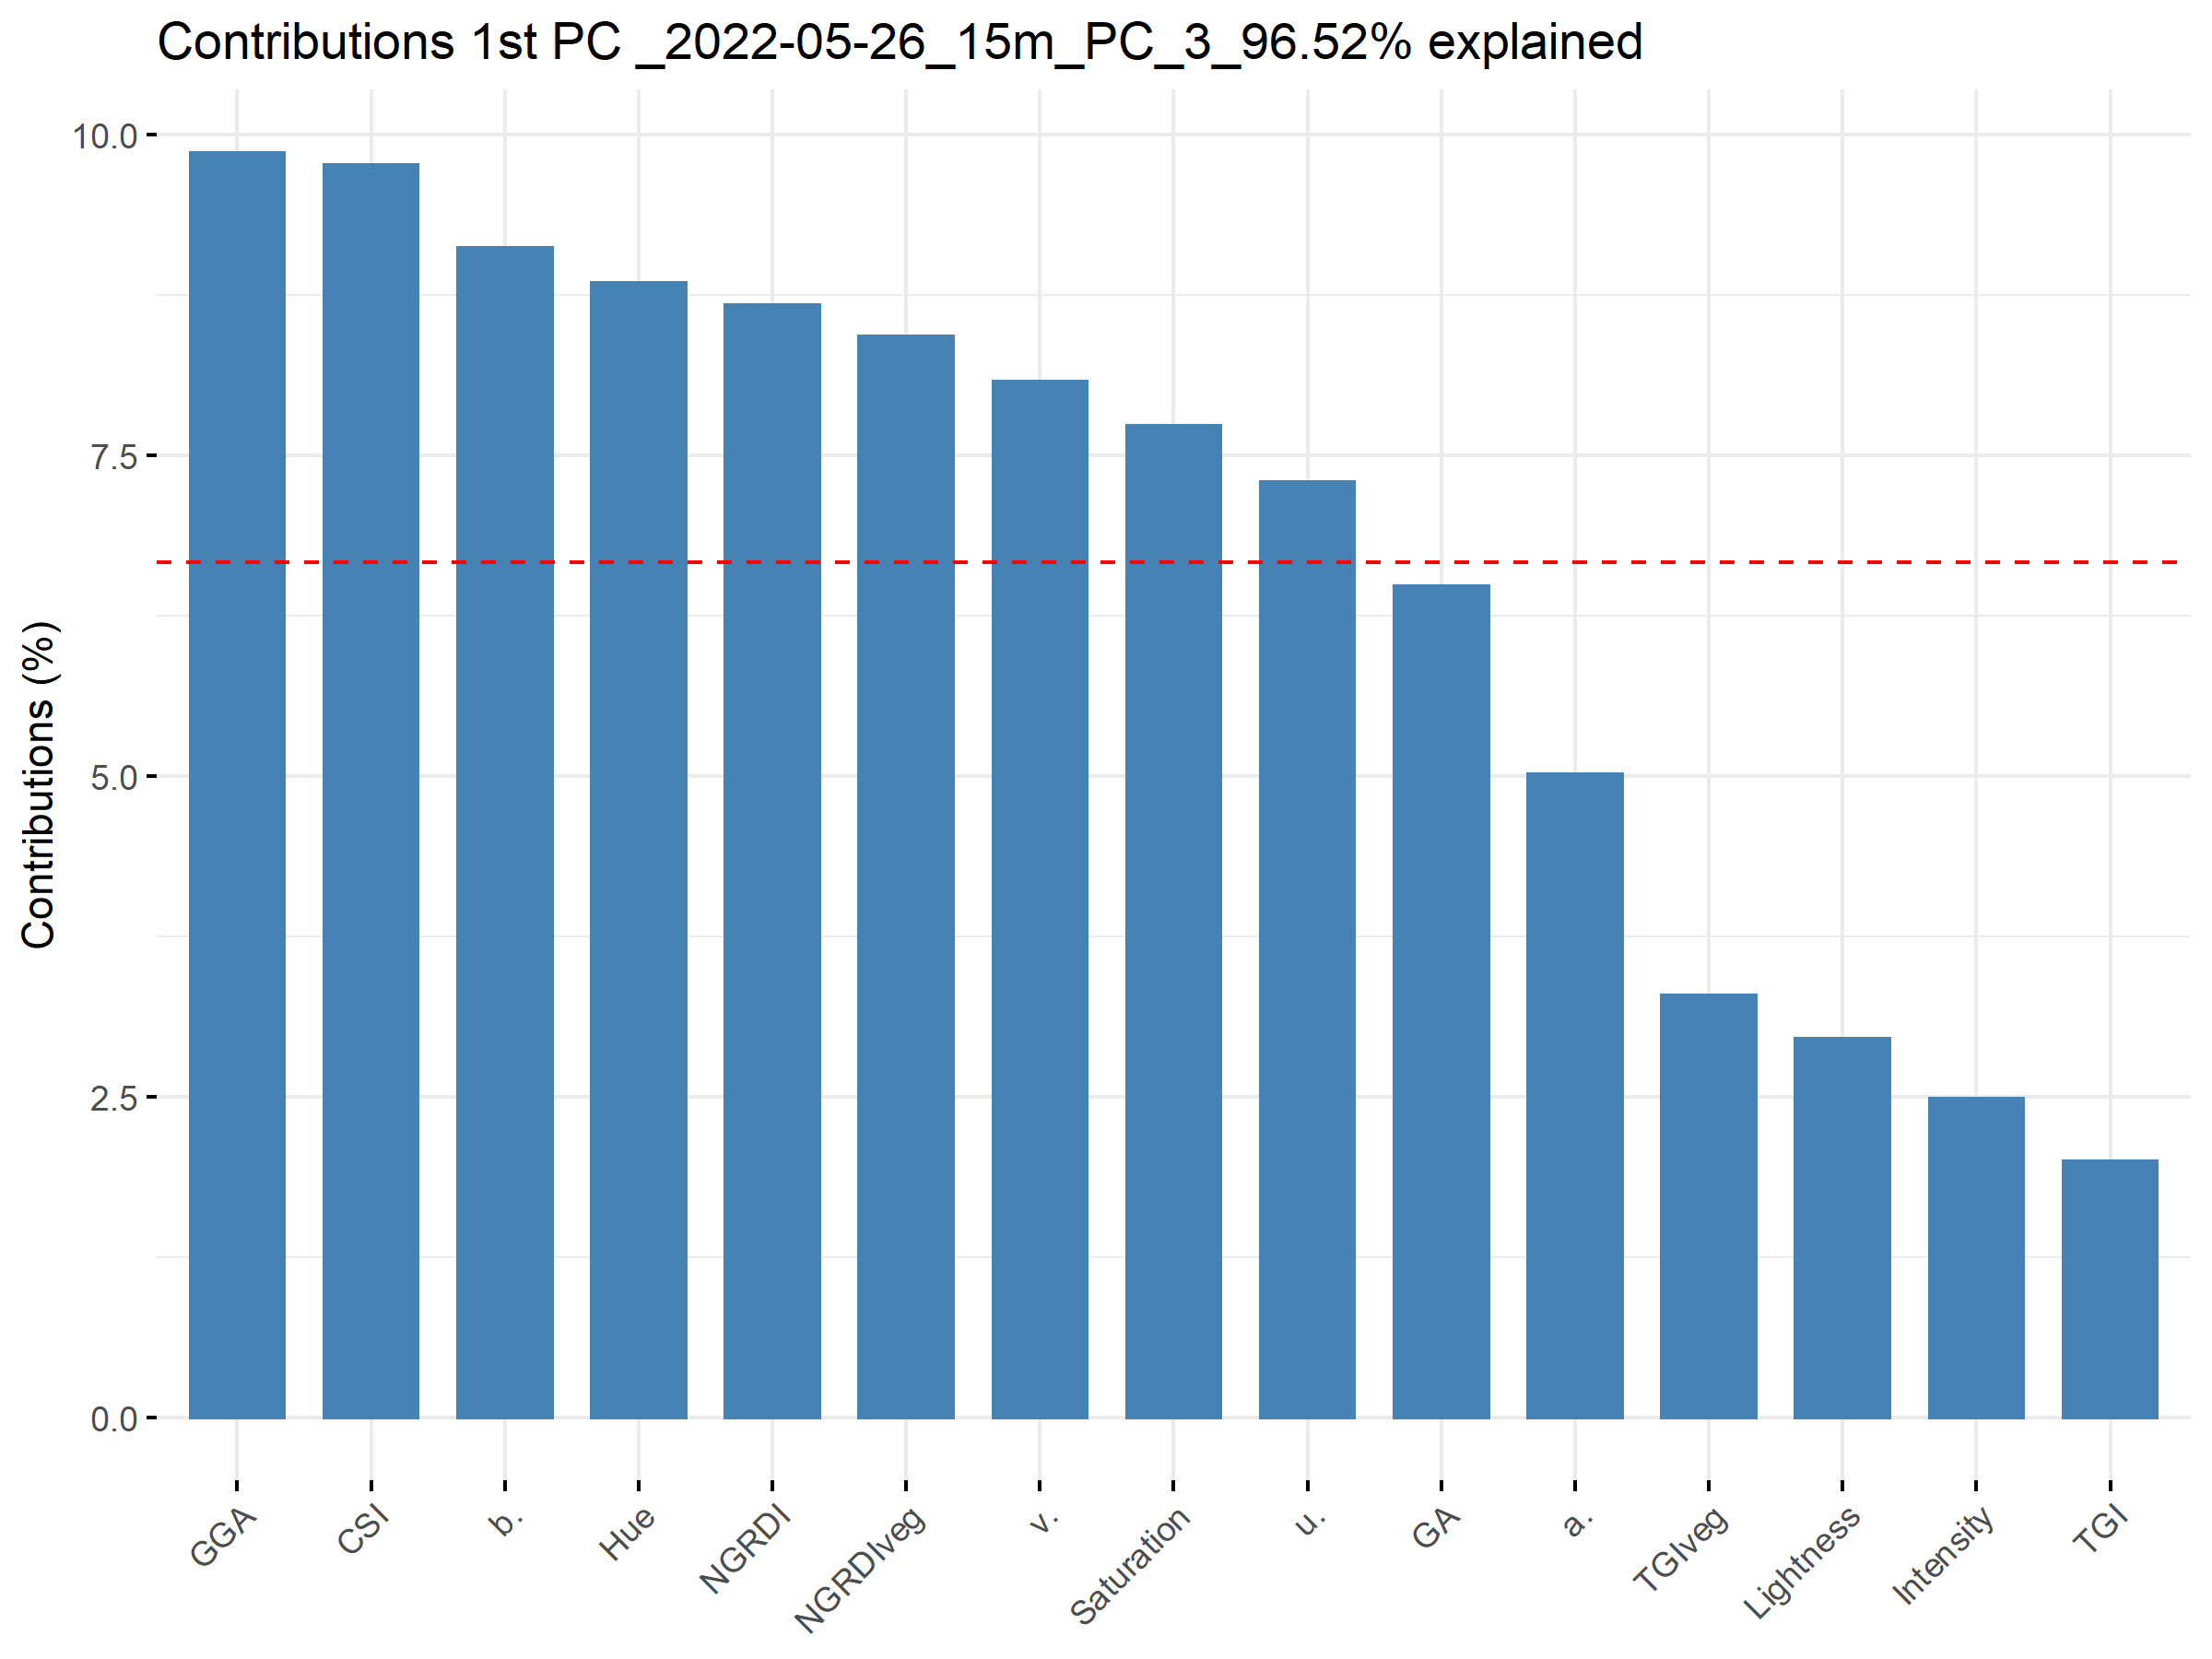 Contributions 1st PC _2022-05-26_15m_PC_3_96.52% explained
Contributions (%)
10.0
7.5
5.0
2.5
0.0
GGA
CSI
b.
Hue
NGRDI
NGRDIveg
v.
Saturation
u.
GA
a.
TGIveg
Lightness
Intensity
TGI